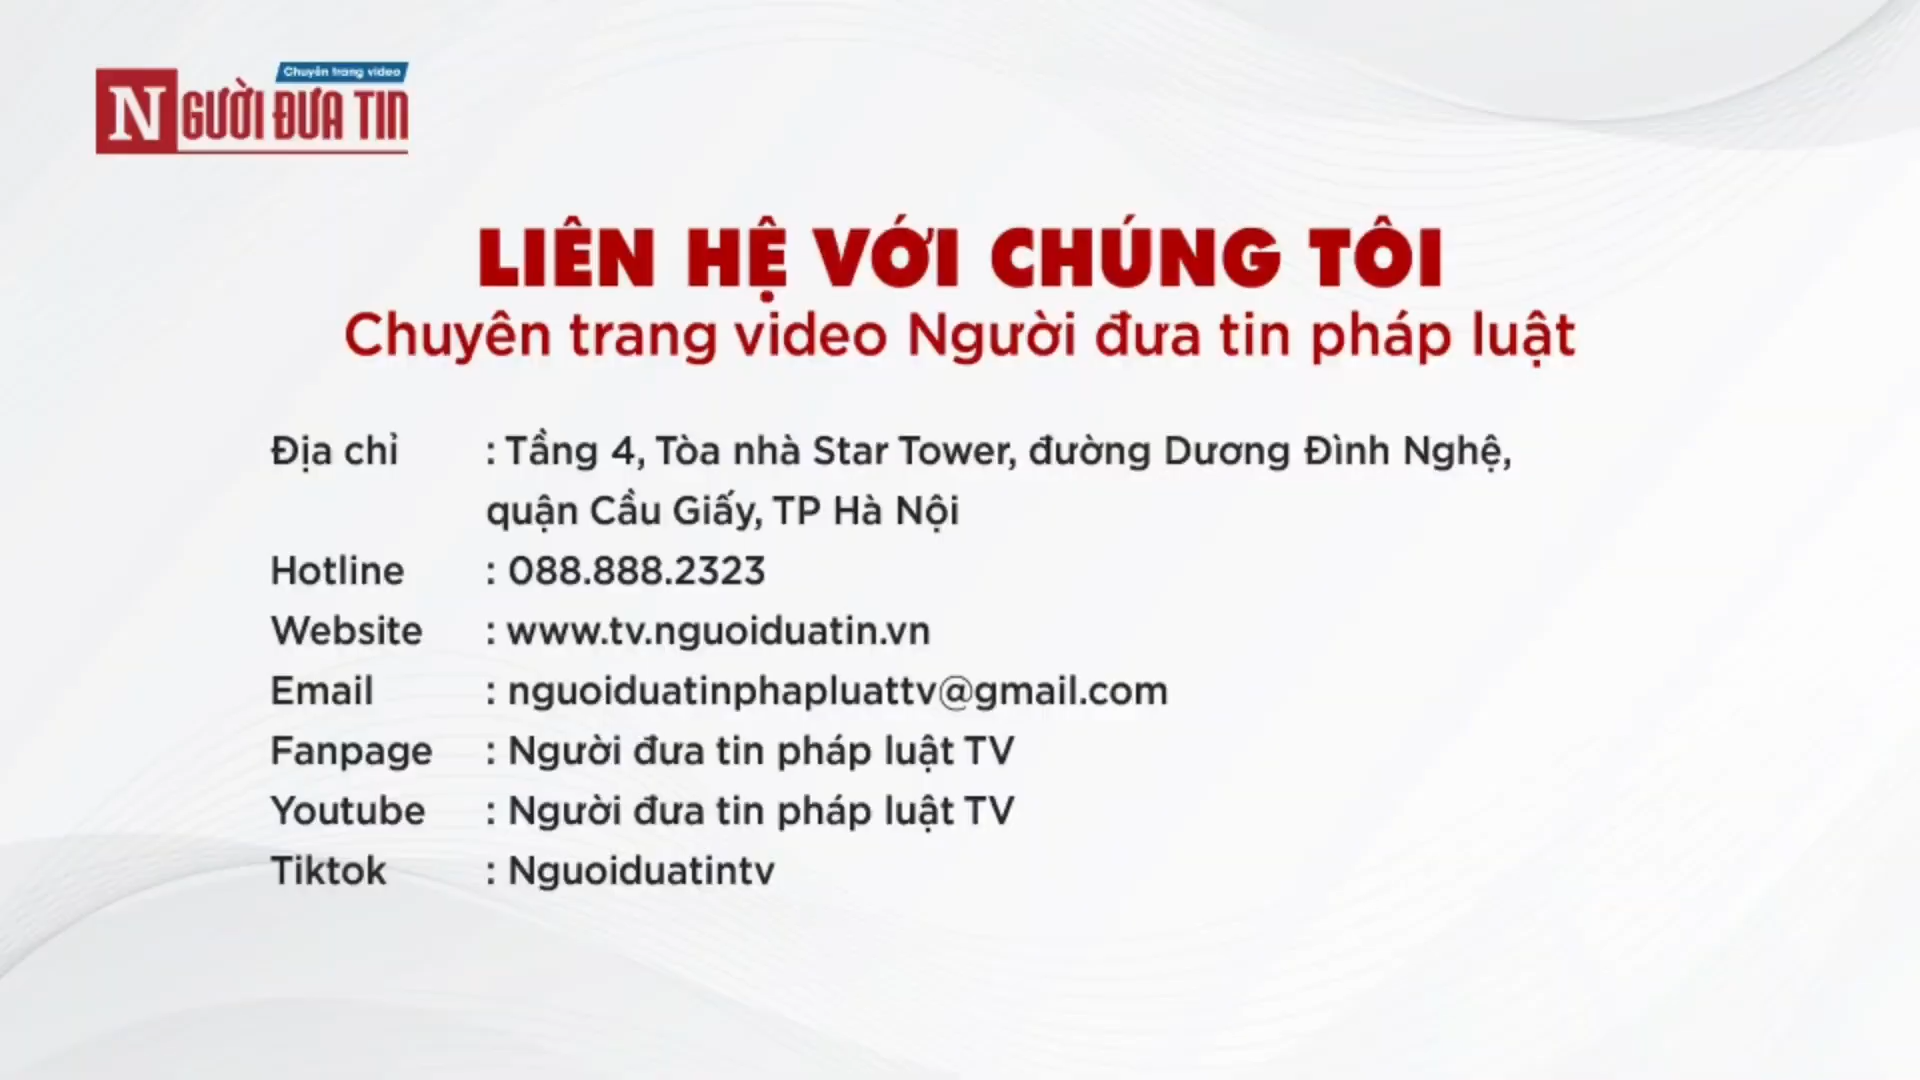 Chuyên trang video
NGƯỜI ĐƯA TIN
LIÊN HỆ VỚI CHÚNG TÔI
Chuyên trang video Người đưa tin pháp luật
Địa chỉ : Tầng 4, Tòa nhà Star Tower, đường Dương Đình Nghệ,
quận Cầu Giấy, TP Hà Nội
Hotline : 088.888.2323
Website : www.tv.nguoiduatin.vn
Email : nguoiduatinphapluattv@gmail.com
Fanpage : Người đưa tin pháp luật TV
Youtube : Người đưa tin pháp luật TV
Tiktok : Nguoiduatintv